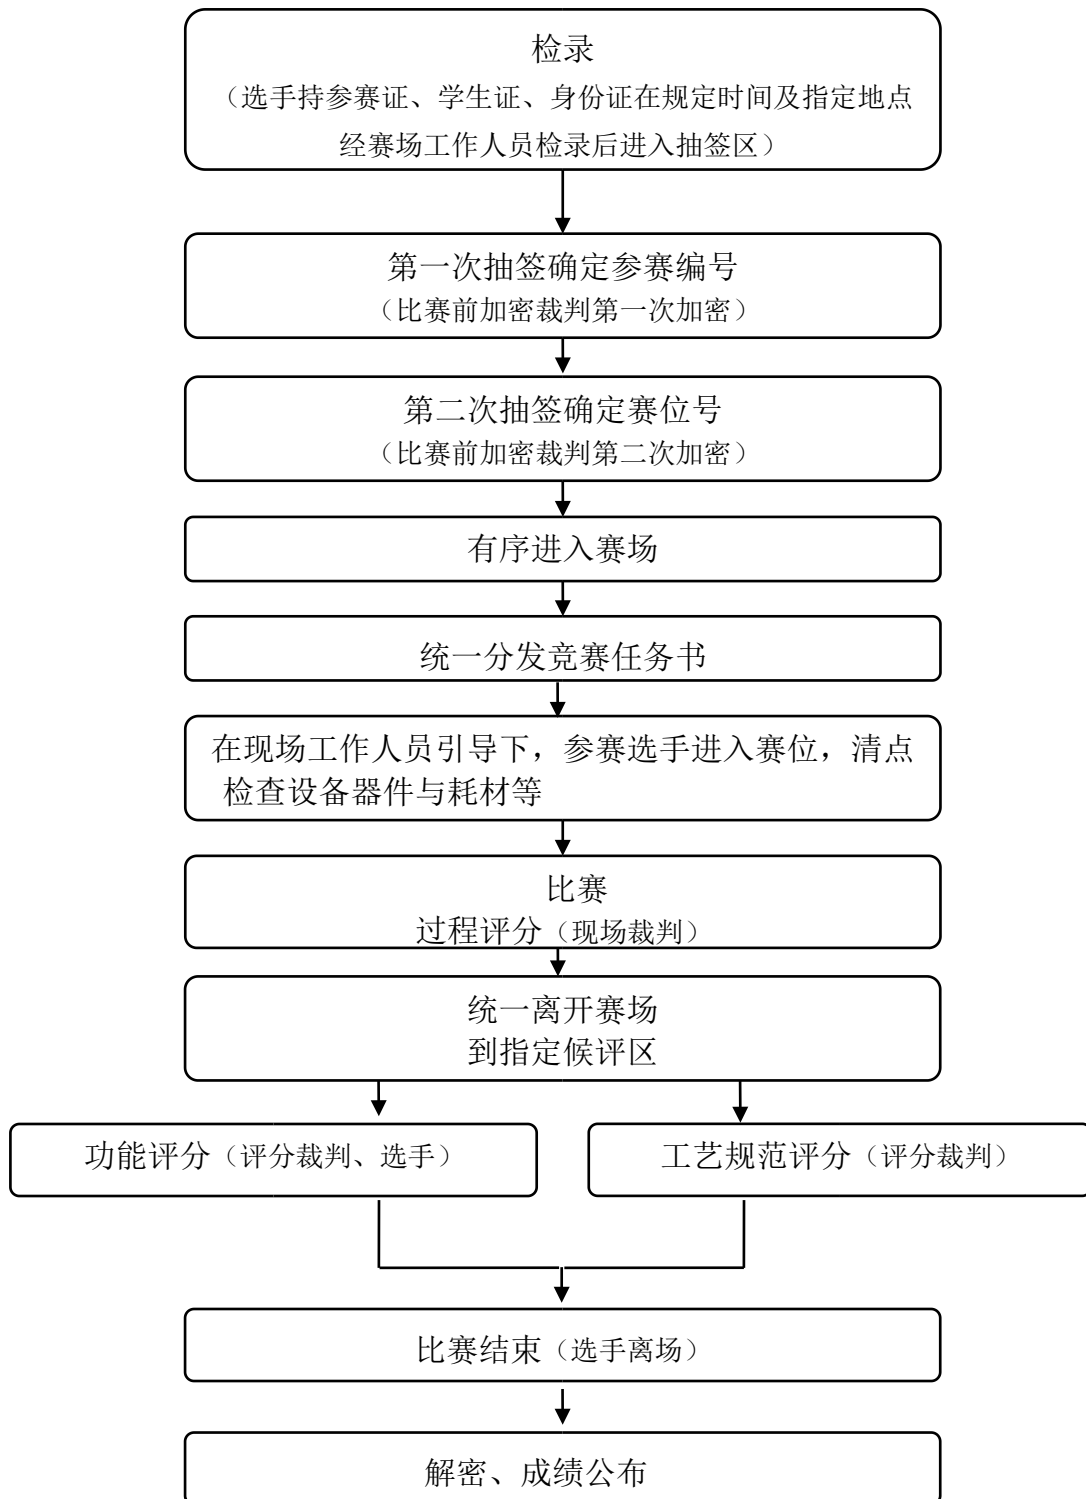 检录
（选手持参赛证、学生证、身份证在规定时间及指定地点
经赛场工作人员检录后进入抽签区）
第一次抽签确定参赛编号
（比赛前加密裁判第一次加密）
第二次抽签确定赛位号
（比赛前加密裁判第二次加密）
有序进入赛场
统一分发竞赛任务书
在现场工作人员引导下，参赛选手进入赛位，清点
检查设备器件与耗材等
比赛
过程评分（现场裁判）
统一离开赛场
到指定候评区
功能评分（评分裁判、选手）
工艺规范评分（评分裁判）
比赛结束（选手离场）
解密、成绩公布